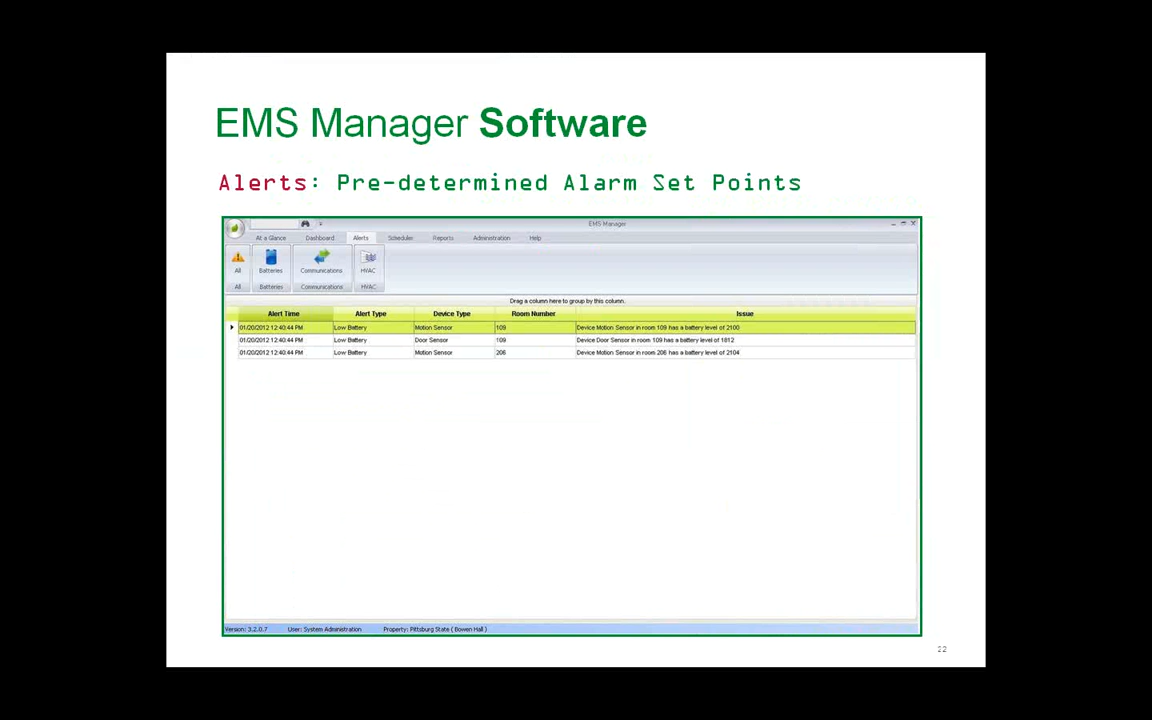 EMS Manager Software
Alerts: Pre-determined Alarm Set Points
EMS Manager
At a Glance Dashboard Alerts Scheduler Reports Administration Help
All Batteries Communications HVAC
All Batteries Communications HVAC
Drag a column here to group by this column.
Alert Time Alert Type Device Type Room Number Issue
01/20/2012 12:40:44 PM Low Battery Motion Sensor 109 Device Motion Sensor in room 109 has a battery level of 2100
01/20/2012 12:40:44 PM Low Battery Door Sensor 109 Device Door Sensor in room 109 has a battery level of 1812
01/20/2012 12:40:44 PM Low Battery Motion Sensor 206 Device Motion Sensor in room 206 has a battery level of 2104
Version: 3.2.0.7 User: System Administration Property: Pittsburg State ( Bowen Hall )
22